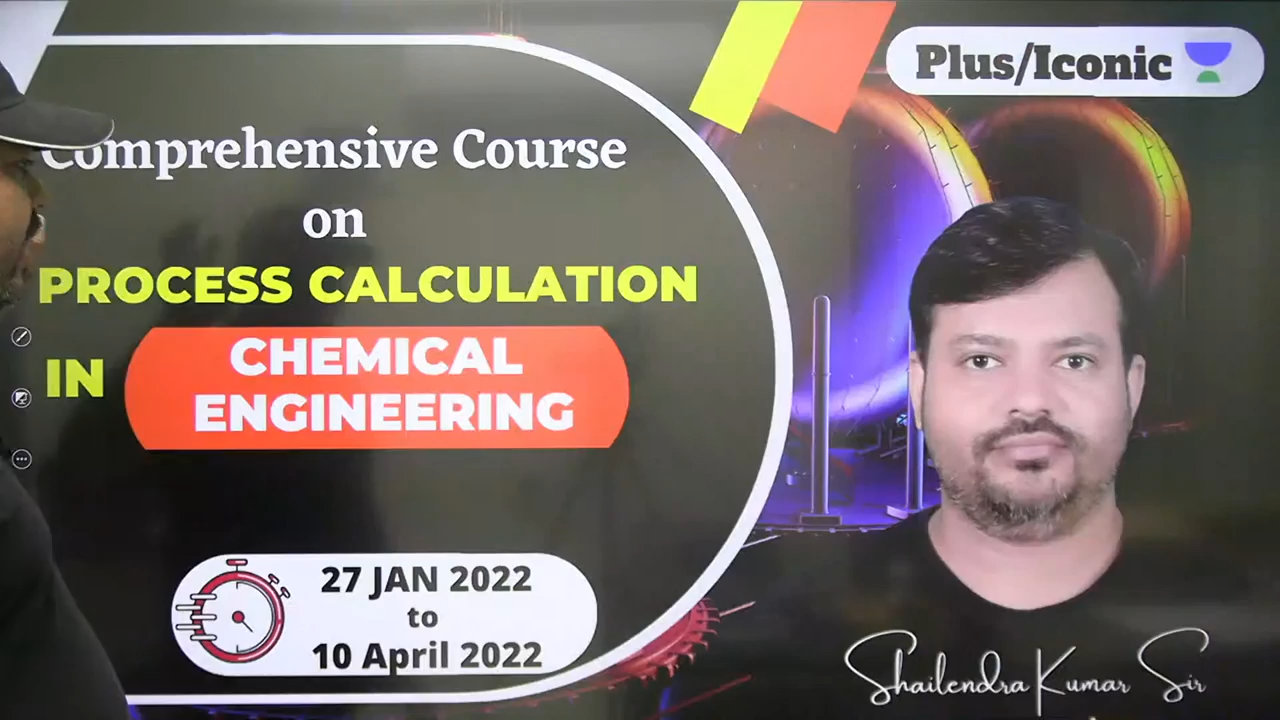 Plus/Iconic
Comprehensive Course
on
PROCESS CALCULATION
IN CHEMICAL
ENGINEERING
27 JAN 2022
to
10 April 2022
Shailendra Kumar Sir